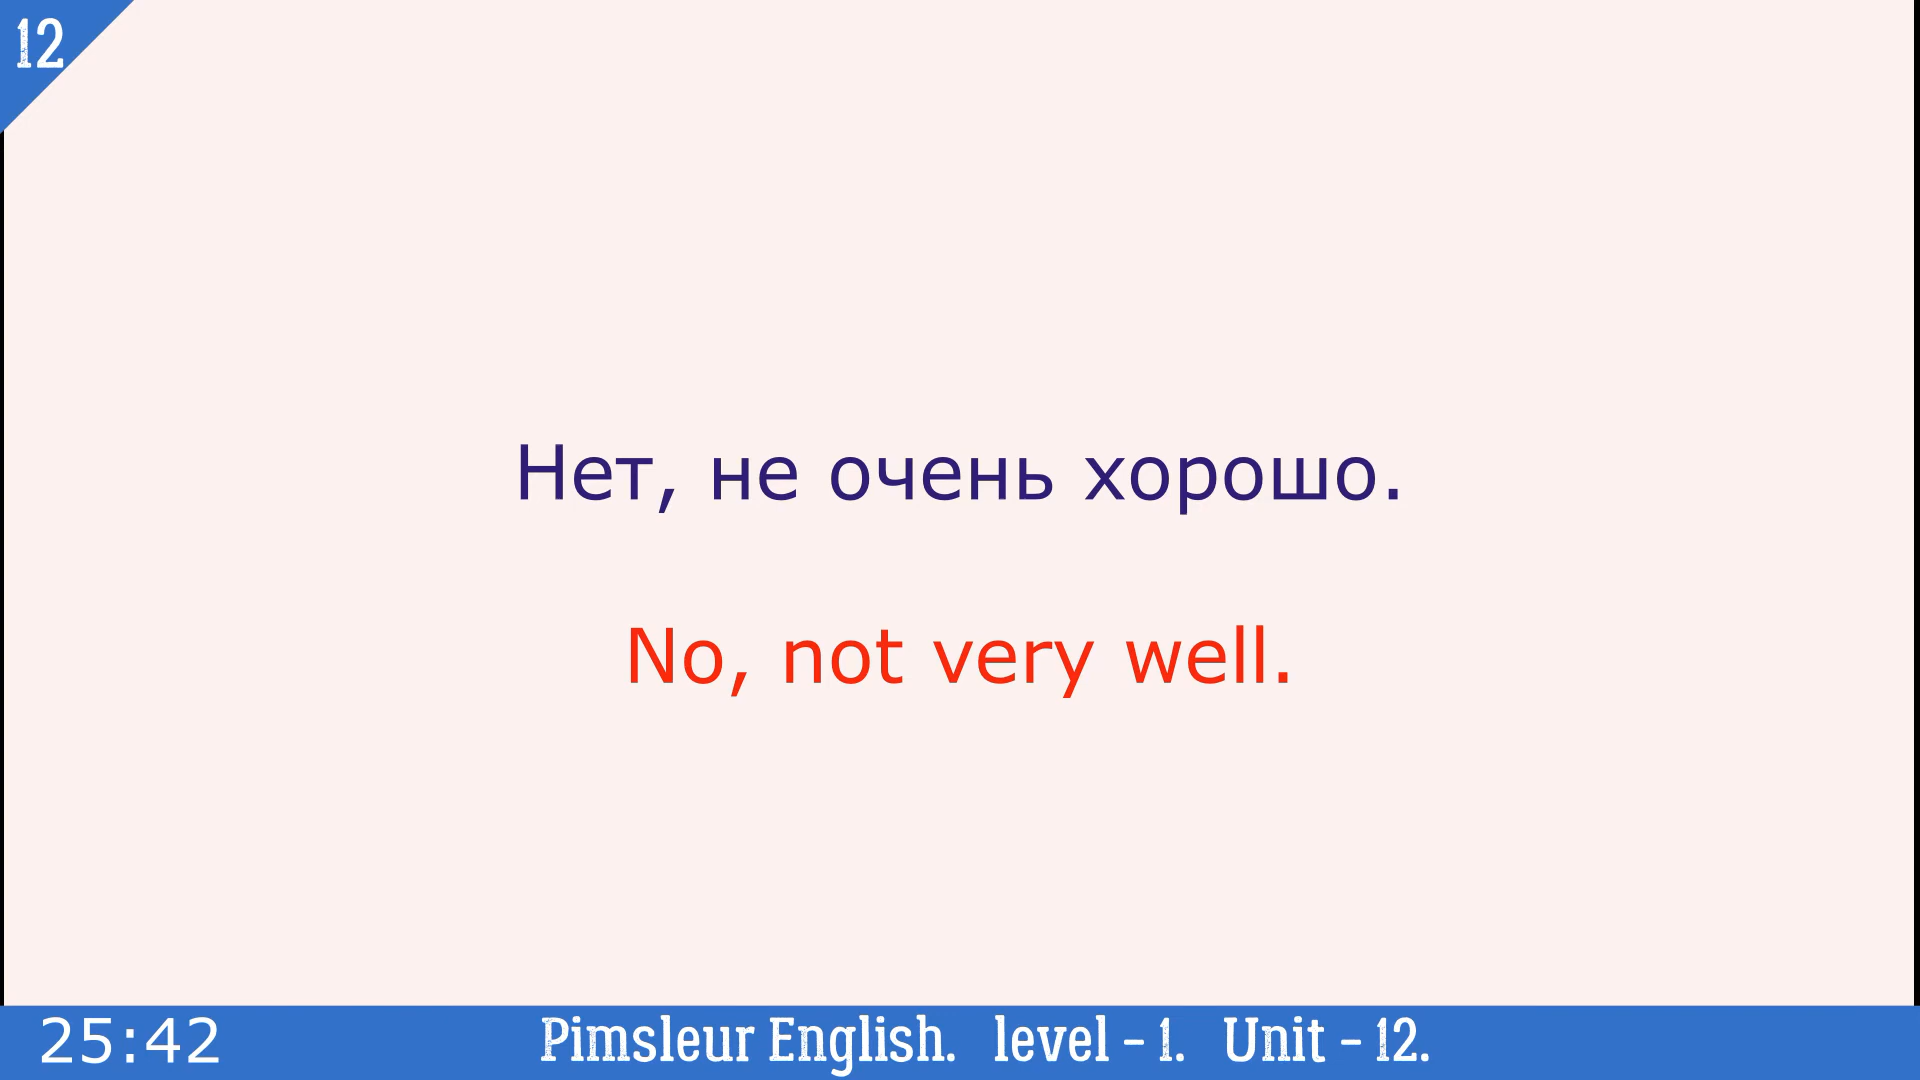 12
Нет, не очень хорошо.
No, not very well.
25:42 Pimsleur English. level - 1. Unit - 12.